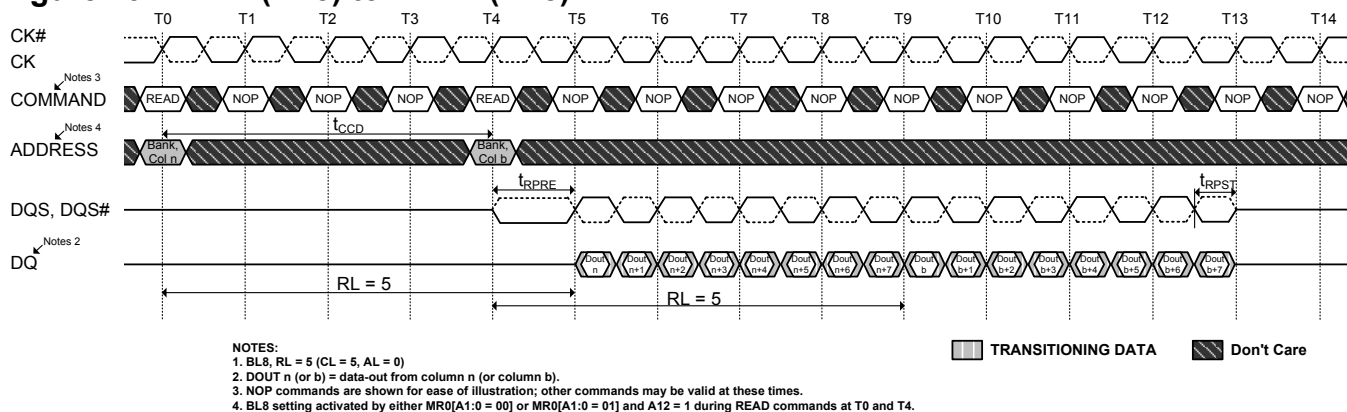 T0 T1 T2 T3 T4 T5 T6 T7 T8 T9 T10 T11 T12 T13 T14
CK#
CK
Notes 3
COMMAND READ NOP NOP NOP READ NOP NOP NOP NOP NOP NOP NOP NOP NOP NOP
tCCD
Notes 4
ADDRESS Bank, Col n Bank, Col b
tRPRE tRPST
DQS, DQS#
Notes 2
DQ Dout n Dout n+1 Dout n+2 Dout n+3 Dout n+4 Dout n+5 Dout n+6 Dout n+7 Dout b Dout b+1 Dout b+2 Dout b+3 Dout b+4 Dout b+5 Dout b+6 Dout b+7
RL = 5 RL = 5
TRANSITIONING DATA Don't Care
NOTES:
1. BL8, RL = 5 (CL = 5, AL = 0)
2. DOUT n (or b) = data-out from column n (or column b).
3. NOP commands are shown for ease of illustration; other commands may be valid at these times.
4. BL8 setting activated by either MR0[A1:0 = 00] or MR0[A1:0 = 01] and A12 = 1 during READ commands at T0 and T4.